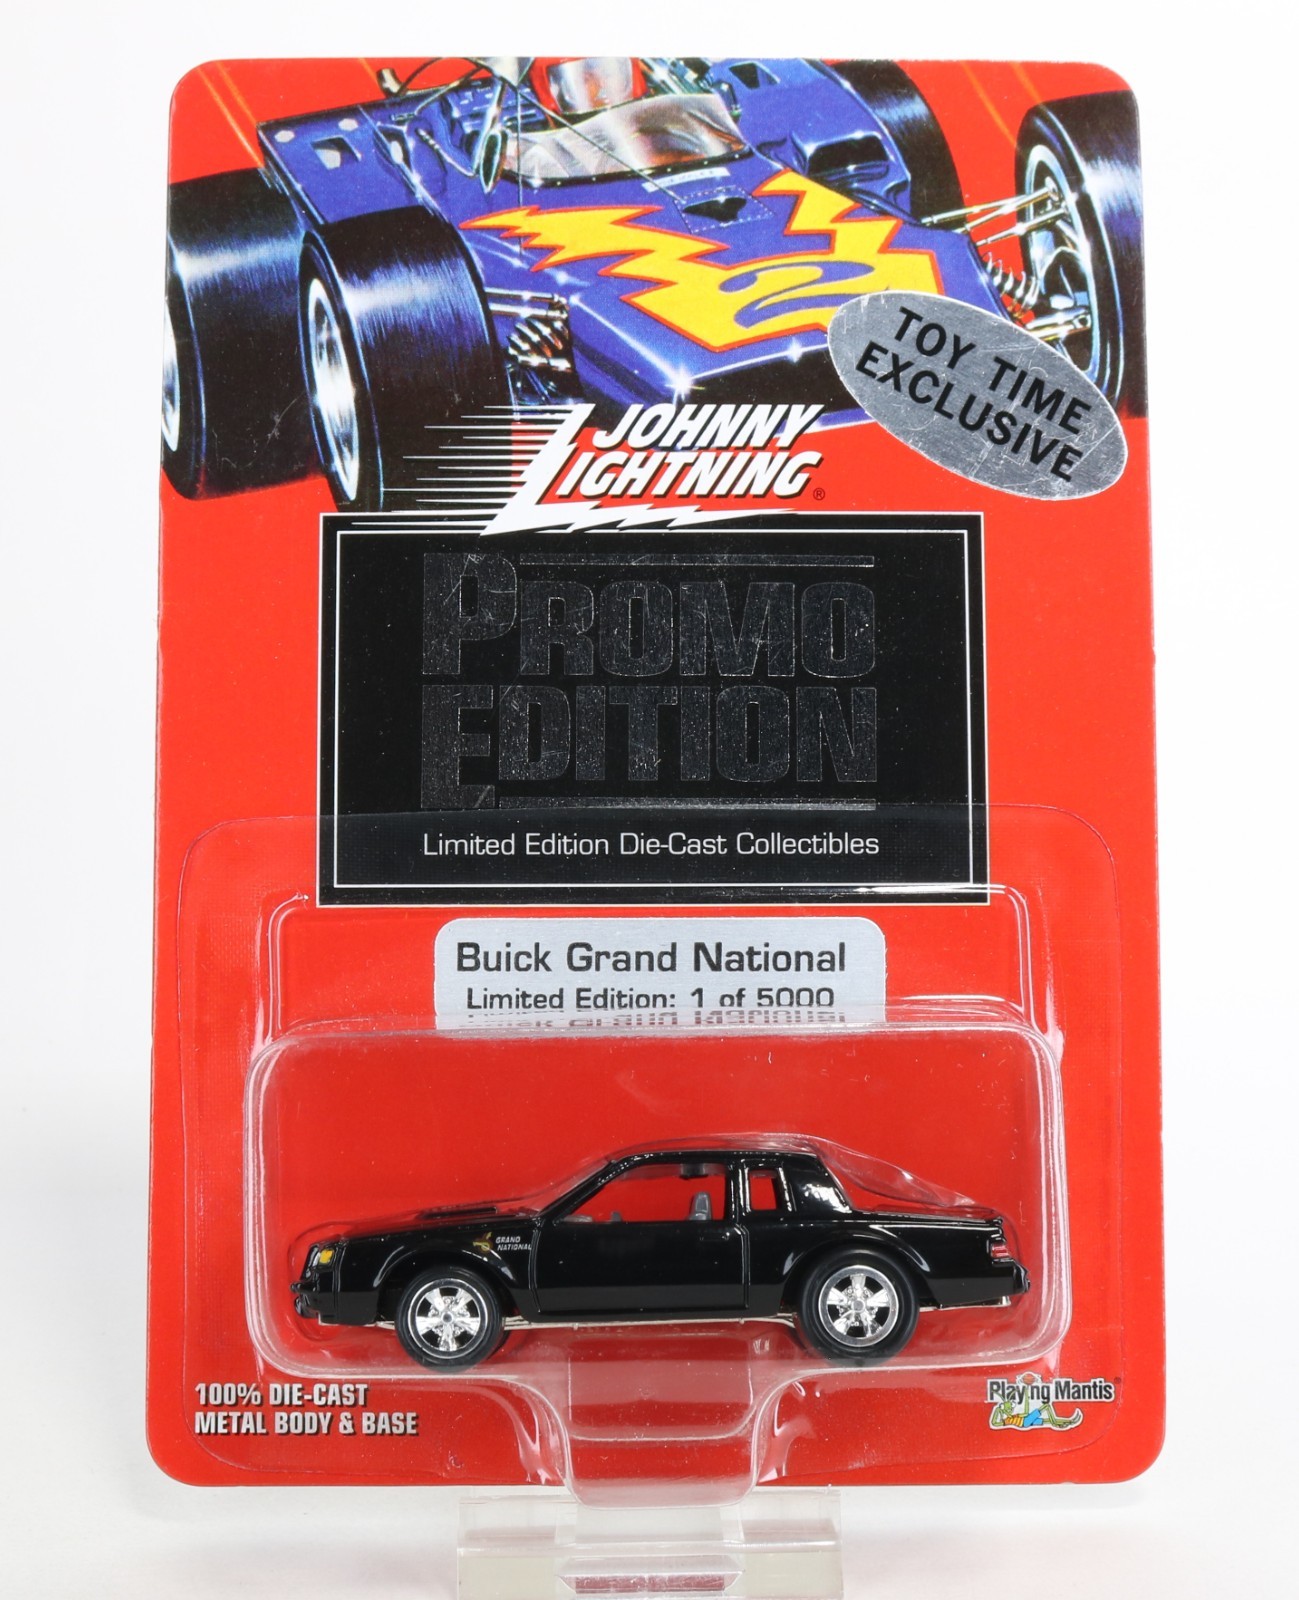 2
TOY TIME
EXCLUSIVE
JOHNNY
LIGHTNING®
PROMO
EDITION
Limited Edition Die-Cast Collectibles
Buick Grand National
Limited Edition: 1 of 5000
GRAND
NATIONAL
100% DIE-CAST
METAL BODY & BASE
Playing Mantis®